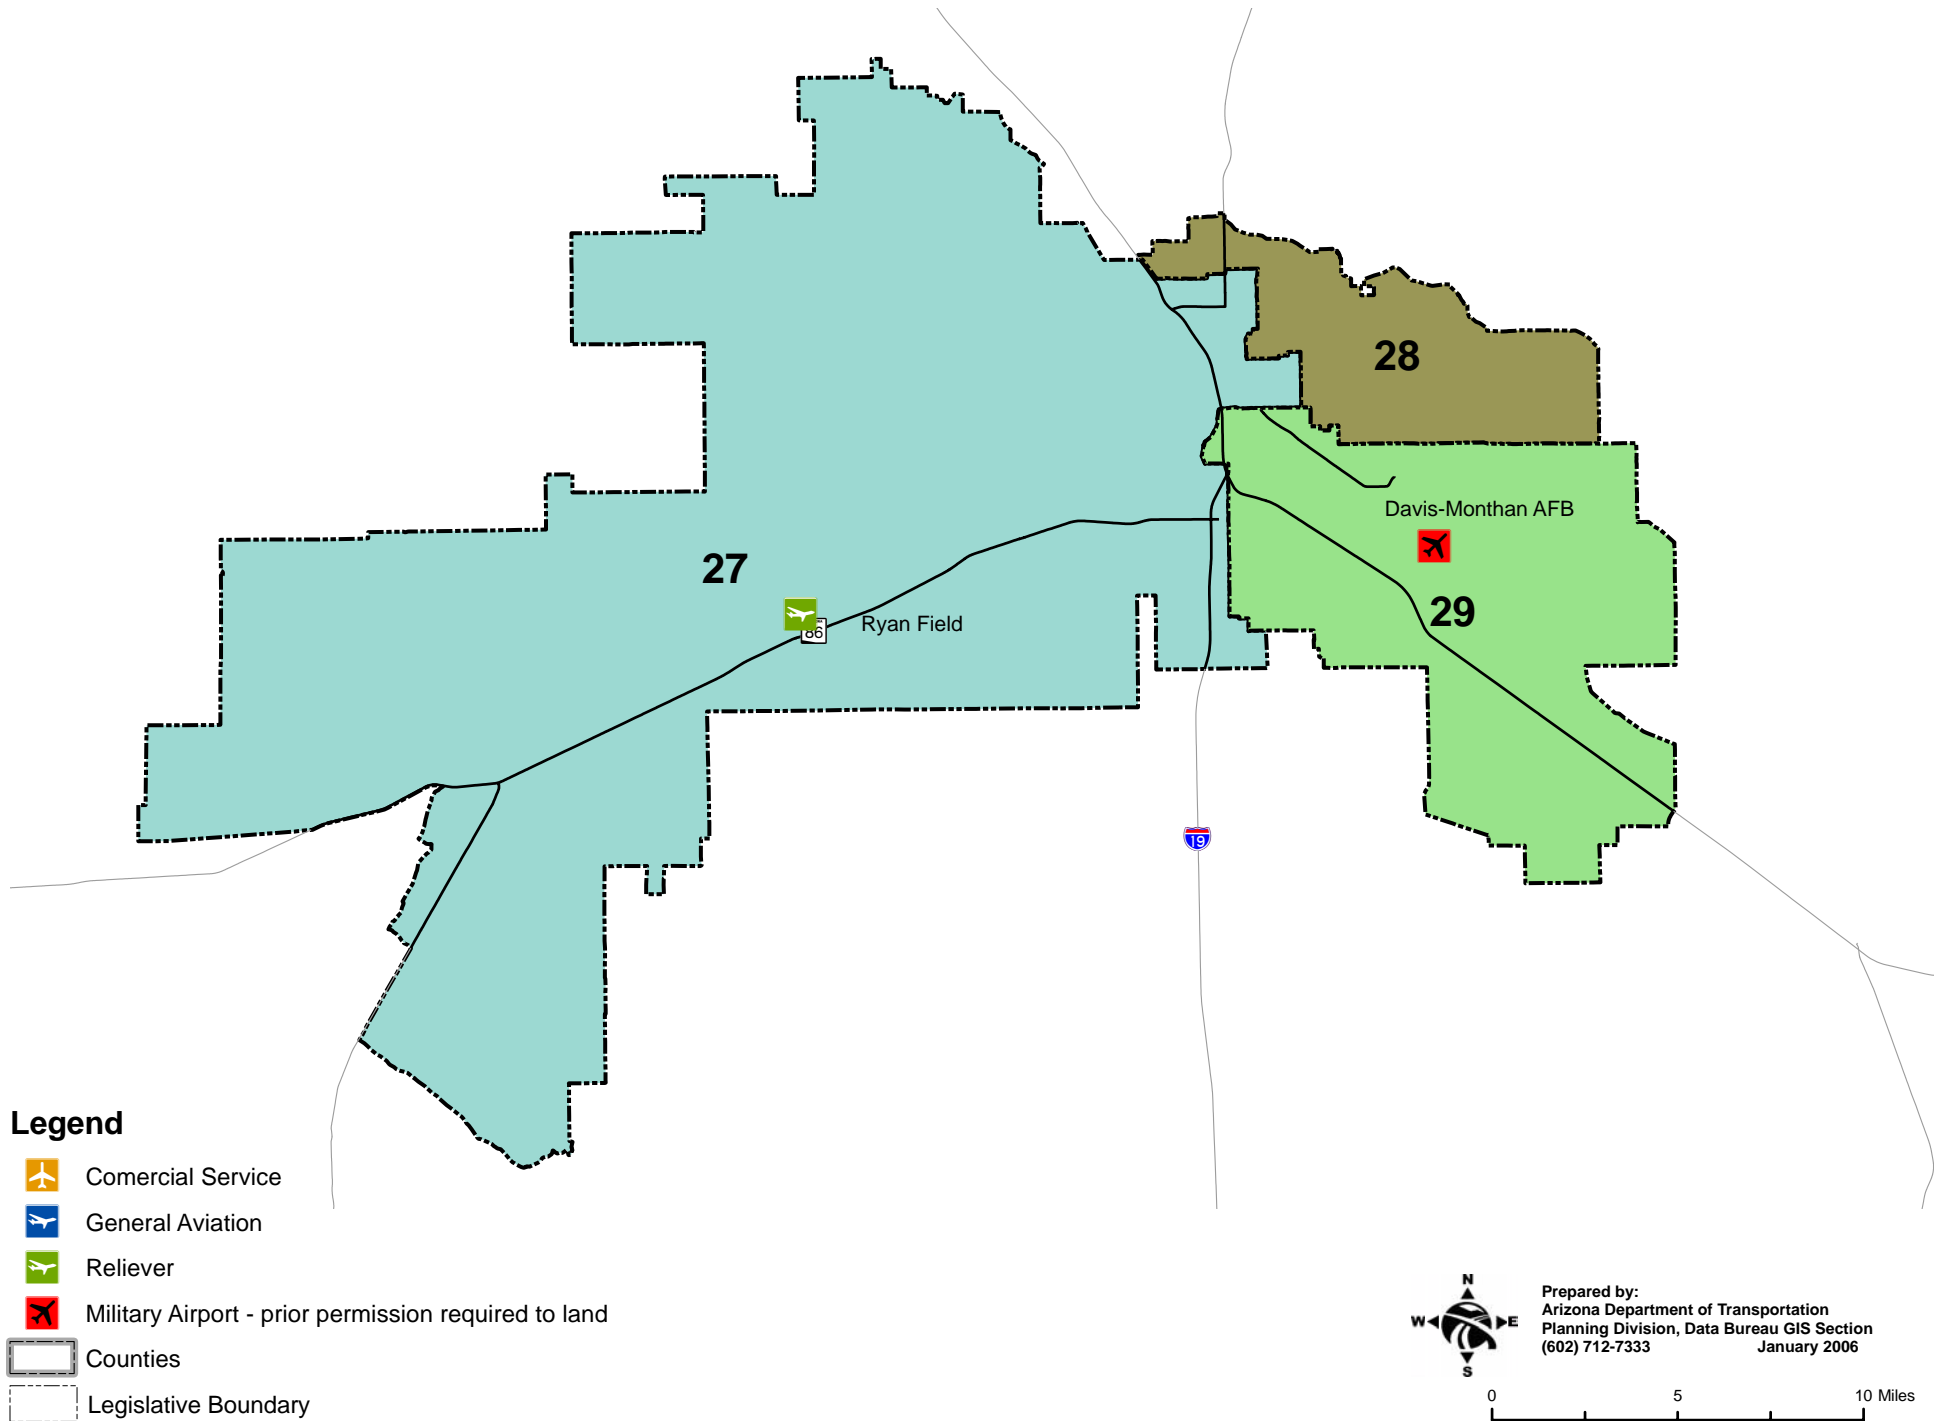 28
Davis-Monthan AFB
27
29
86
Ryan Field
19
Legend
Comercial Service
General Aviation
Reliever
Military Airport - prior permission required to land
Counties
Legislative Boundary
N
W E
S
Prepared by:
Arizona Department of Transportation
Planning Division, Data Bureau GIS Section
(602) 712-7333 January 2006
0 5 10 Miles